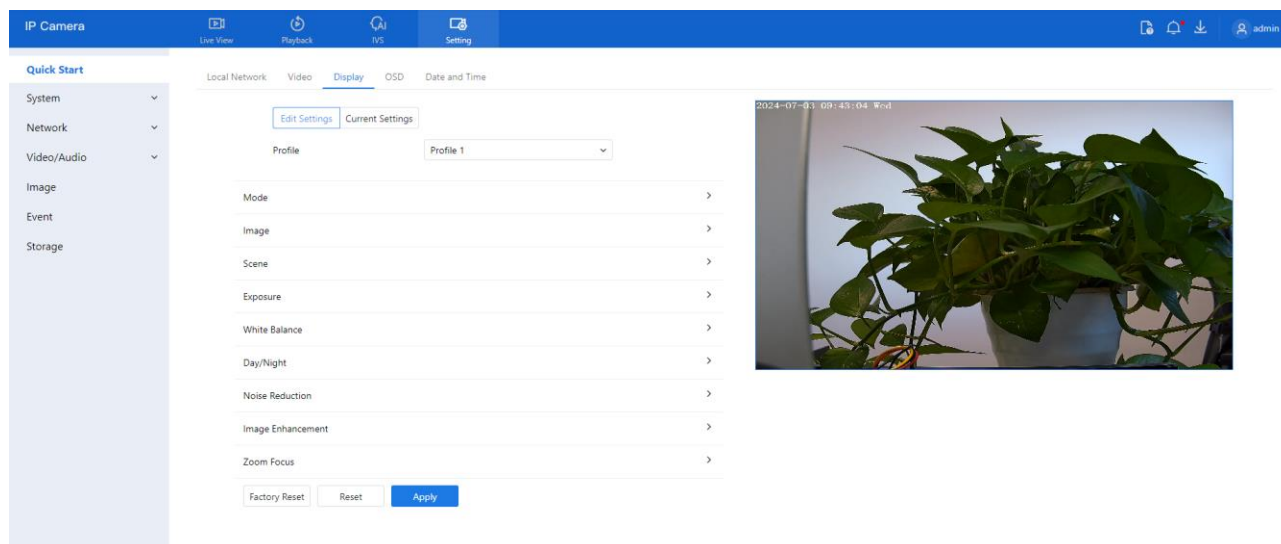 IP Camera
Live View
Playback
IVS
Setting
admin
Quick Start
System
Network
Video/Audio
Image
Event
Storage
Local Network Video Display OSD Date and Time
Edit Settings Current Settings
Profile Profile 1
Mode
Image
Scene
Exposure
White Balance
Day/Night
Noise Reduction
Image Enhancement
Zoom Focus
Factory Reset Reset Apply
2024-07-03 09:43:04 Wed